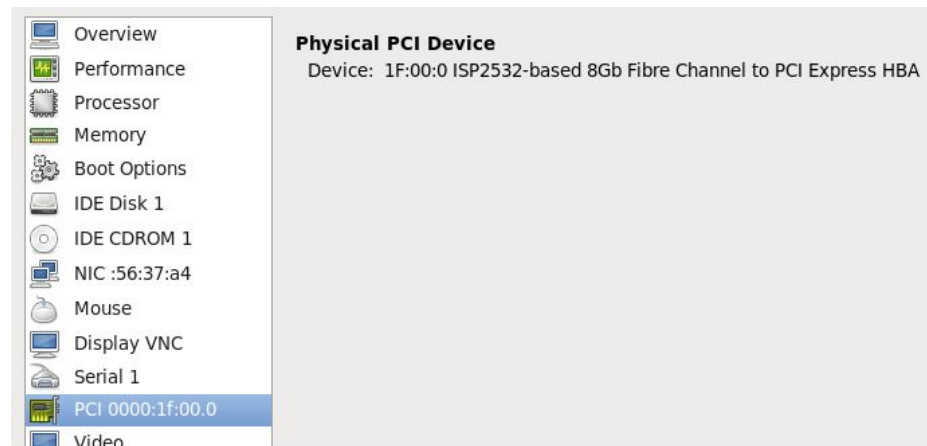 Overview
Performance
Processor
Memory
Boot Options
IDE Disk 1
IDE CDROM 1
NIC :56:37:a4
Mouse
Display VNC
Serial 1
PCI 0000:1f:00.0
Video
Physical PCI Device
Device: 1F:00:0 ISP2532-based 8Gb Fibre Channel to PCI Express HBA